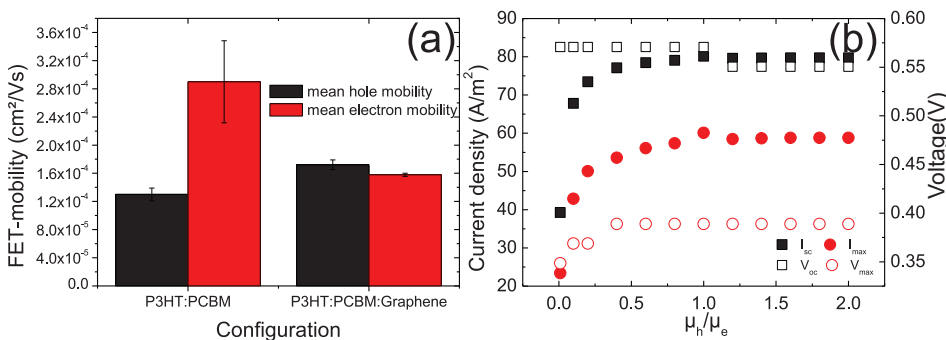 (a)
FET-mobility (cm²/Vs)
3.6x10⁻⁴
3.2x10⁻⁴
2.8x10⁻⁴
2.4x10⁻⁴
2.0x10⁻⁴
1.6x10⁻⁴
1.2x10⁻⁴
8.0x10⁻⁵
4.0x10⁻⁵
0.0
mean hole mobility
mean electron mobility
P3HT:PCBM P3HT:PCBM:Graphene
Configuration
(b)
Current density (A/m²)
90
80
70
60
50
40
30
20
0.60
0.55
0.50
0.45
0.40
0.35
Voltage(V)
I_sc I_max
V_oc V_max
0.0 0.5 1.0 1.5 2.0
μ_h/μ_e